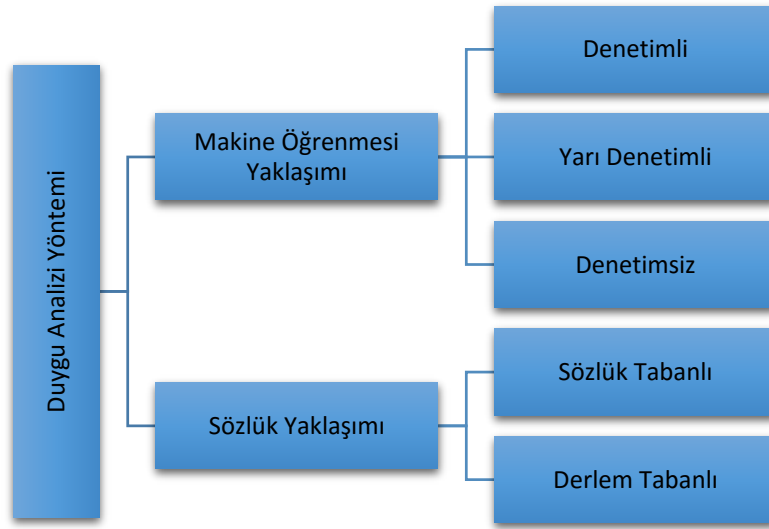 Duygu Analizi Yöntemi
Makine Öğrenmesi
Yaklaşımı
Denetimli
Yarı Denetimli
Denetimsiz
Sözlük Yaklaşımı
Sözlük Tabanlı
Derlem Tabanlı